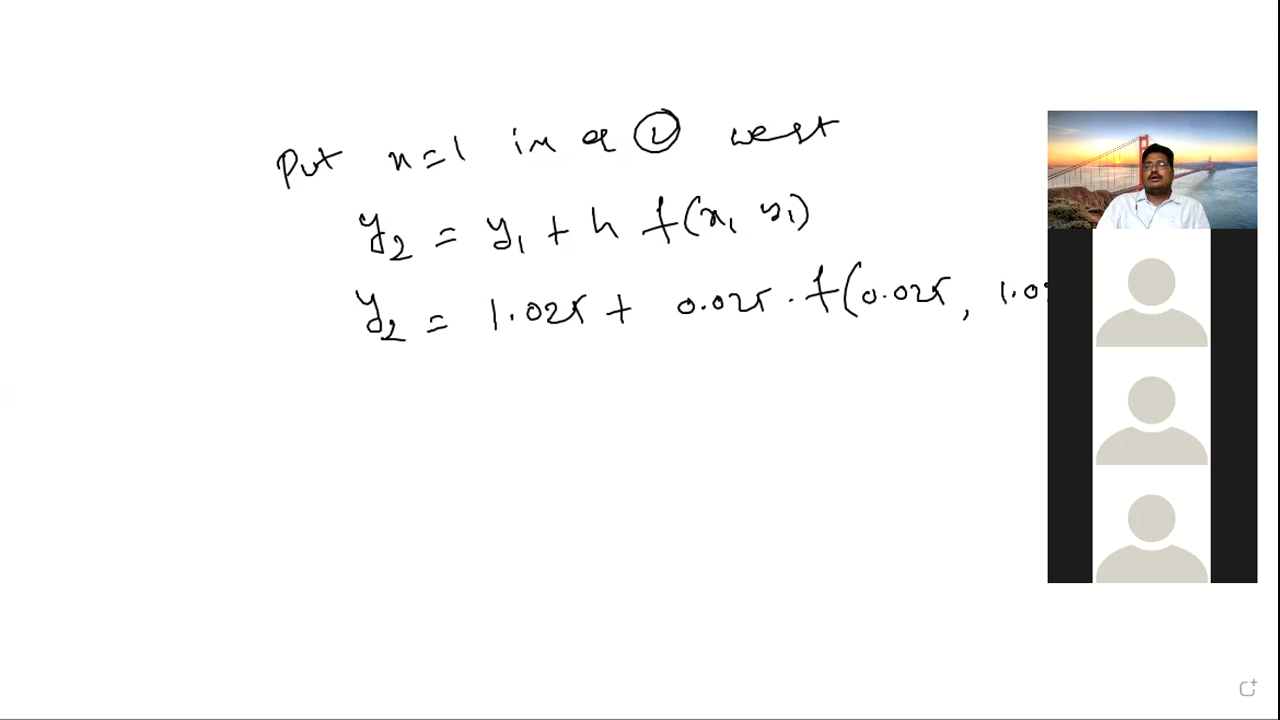 Put n=1 in eq ① we get
y₂ = y₁ + h f(x₁ y₁)
y₂ = 1.025 + 0.025 · f(0.025, 1.0